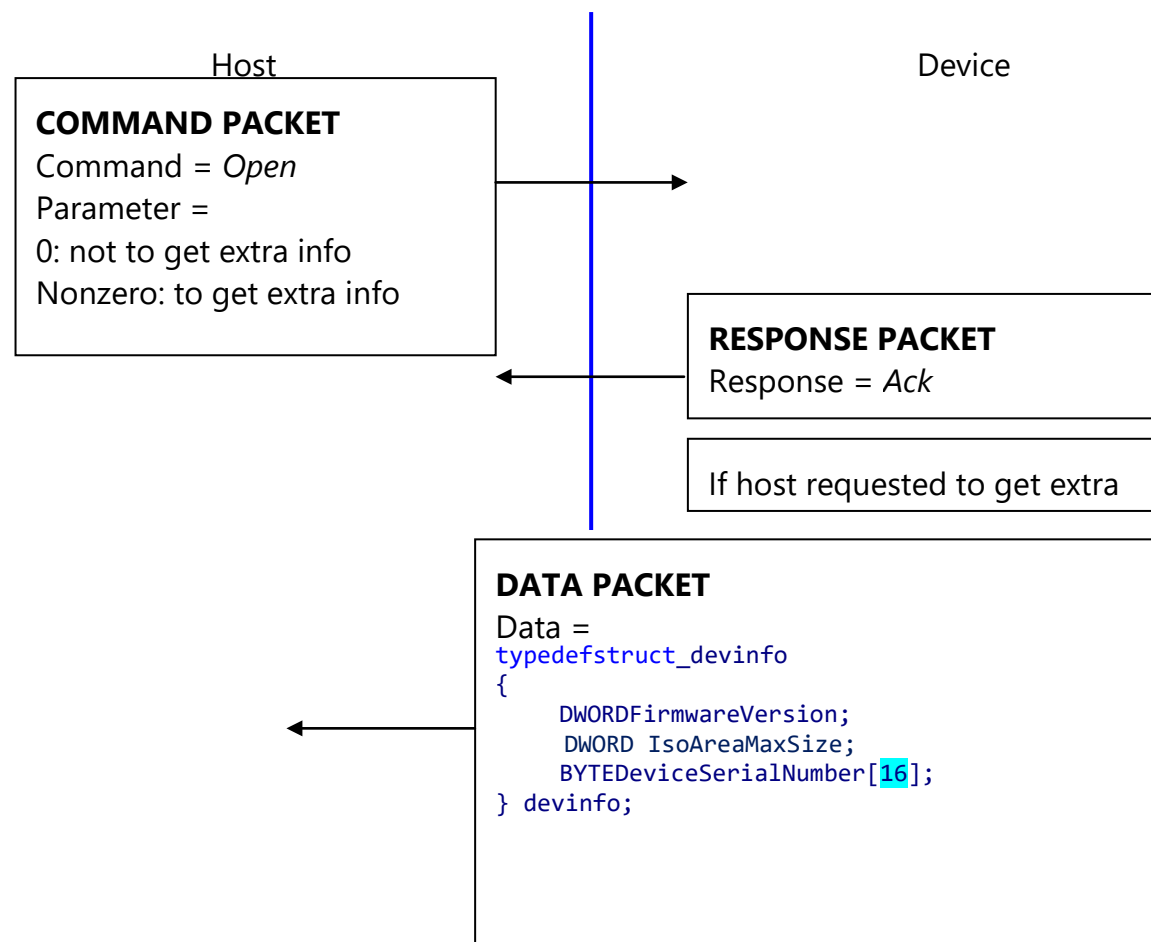 Host
Device
COMMAND PACKET
Command = Open
Parameter =
0: not to get extra info
Nonzero: to get extra info
RESPONSE PACKET
Response = Ack
If host requested to get extra
DATA PACKET
Data =
typedefstruct_devinfo
{
DWORDFirmwareVersion;
DWORD IsoAreaMaxSize;
BYTEDeviceSerialNumber[16];
} devinfo;